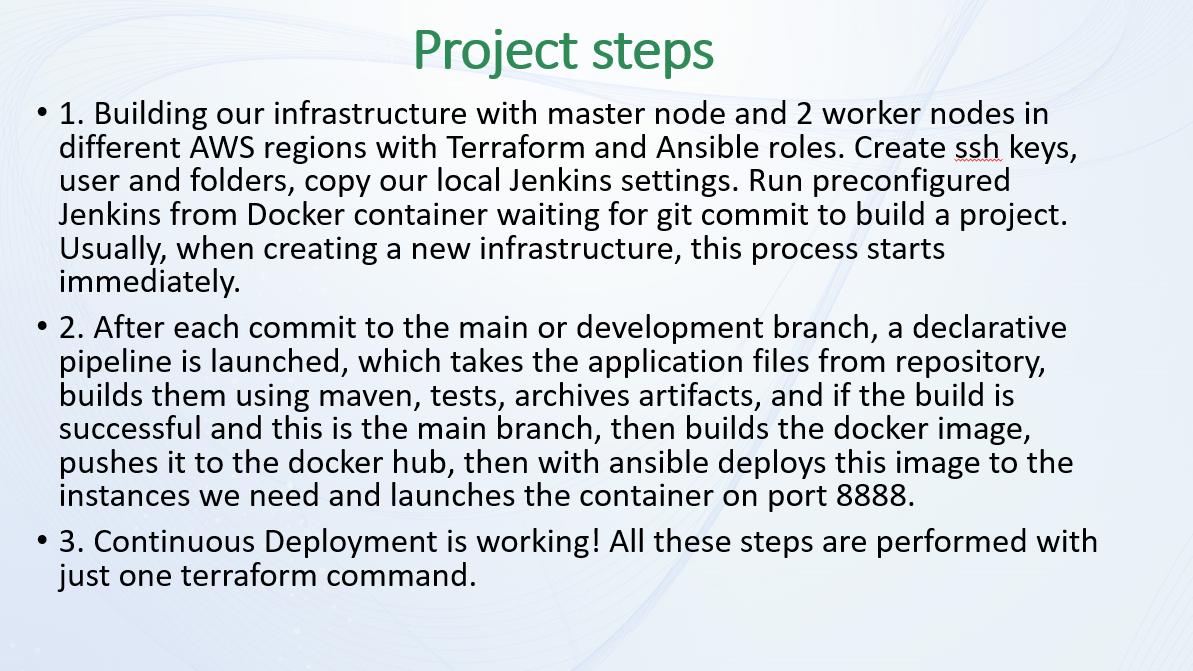 Project steps
• 1. Building our infrastructure with master node and 2 worker nodes in
different AWS regions with Terraform and Ansible roles. Create ssh keys,
user and folders, copy our local Jenkins settings. Run preconfigured
Jenkins from Docker container waiting for git commit to build a project.
Usually, when creating a new infrastructure, this process starts
immediately.
• 2. After each commit to the main or development branch, a declarative
pipeline is launched, which takes the application files from repository,
builds them using maven, tests, archives artifacts, and if the build is
successful and this is the main branch, then builds the docker image,
pushes it to the docker hub, then with ansible deploys this image to the
instances we need and launches the container on port 8888.
• 3. Continuous Deployment is working! All these steps are performed with
just one terraform command.